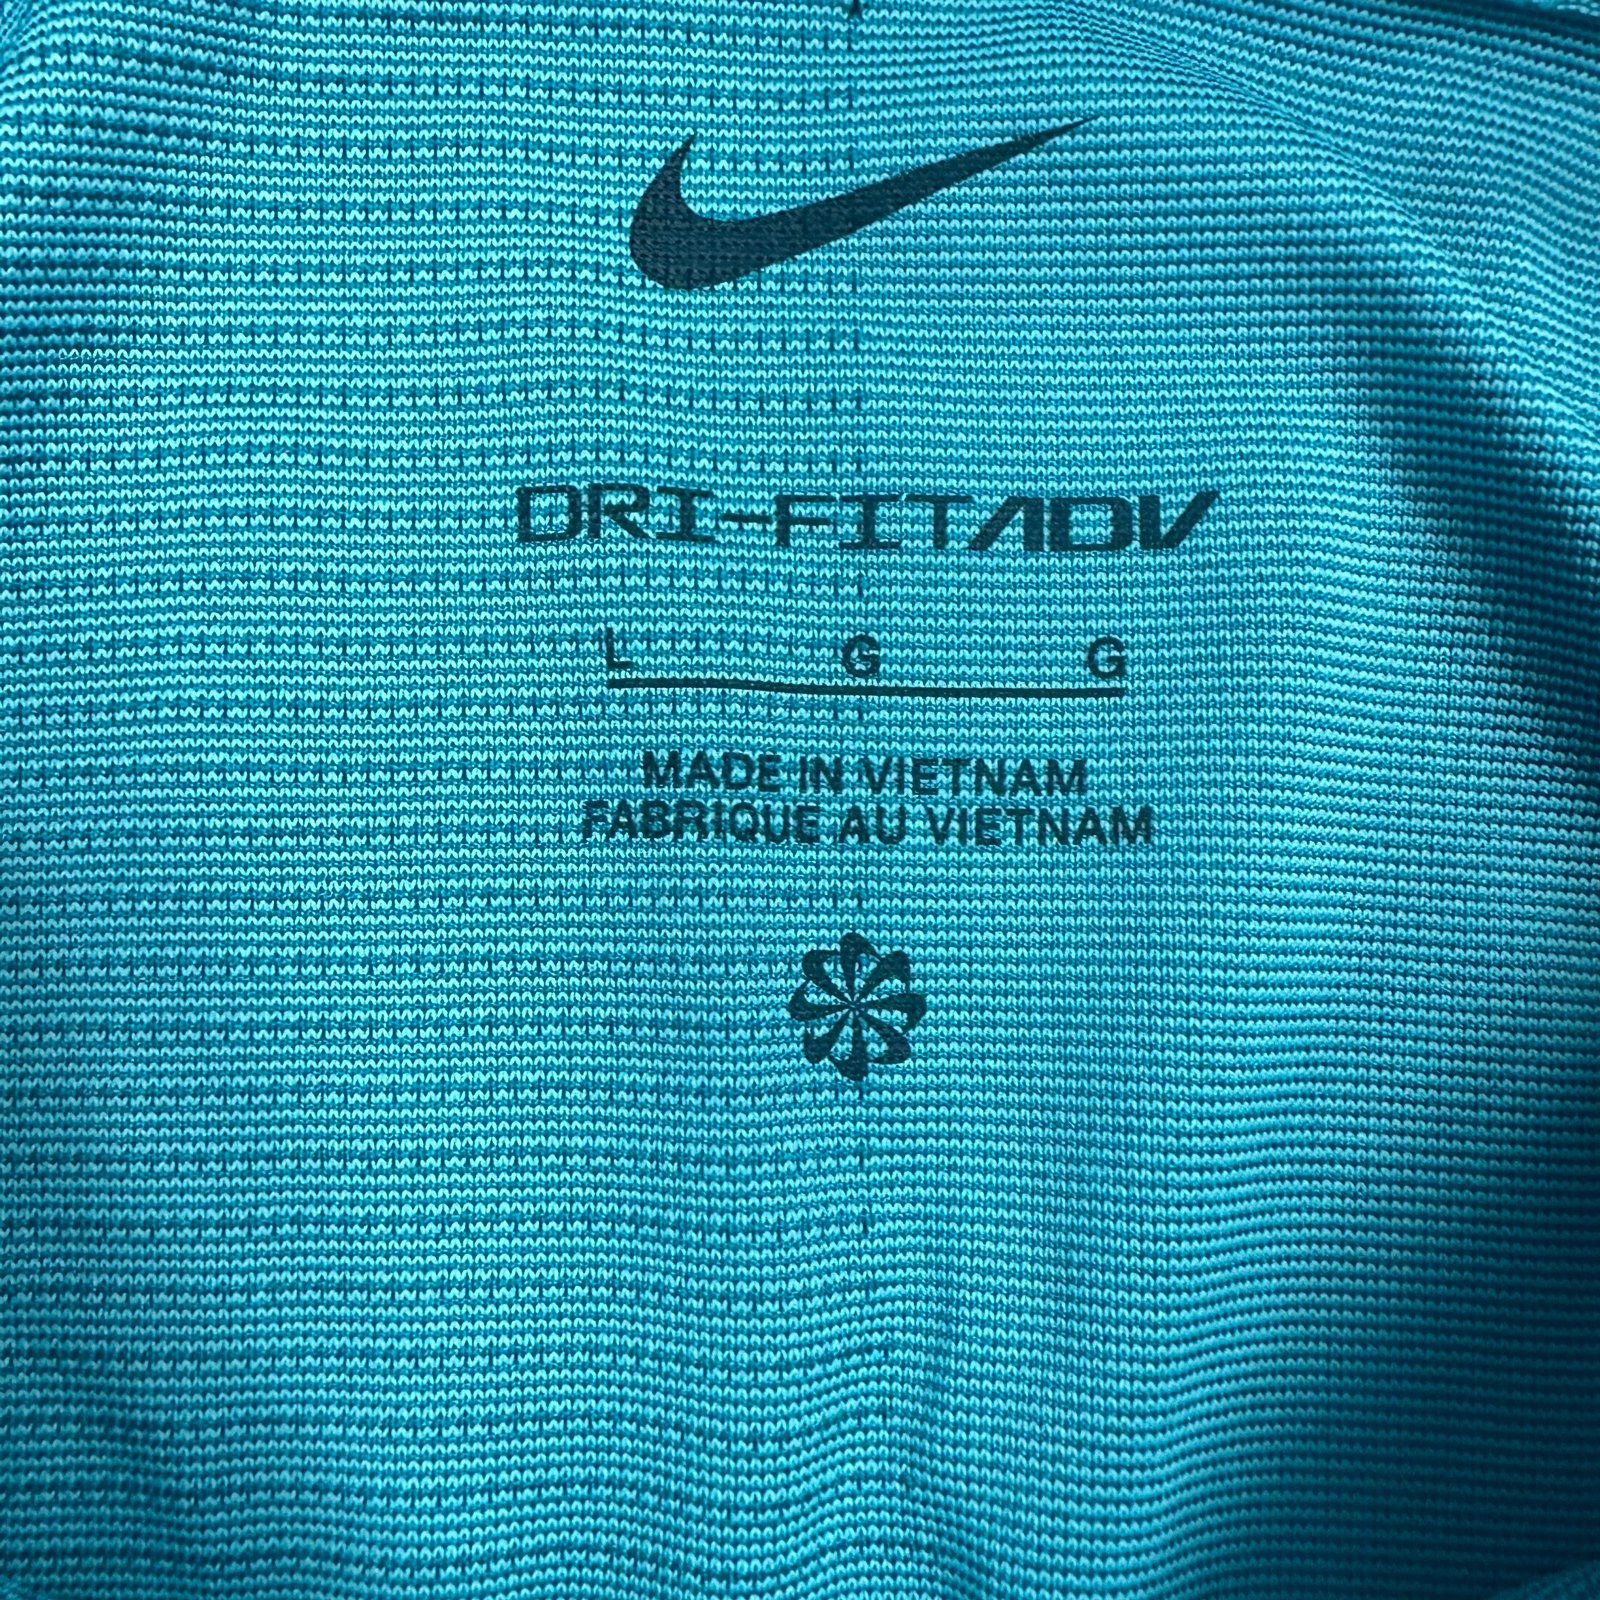 DRI-FIT ADV
L G G
MADE IN VIETNAM
FABRIQUE AU VIETNAM